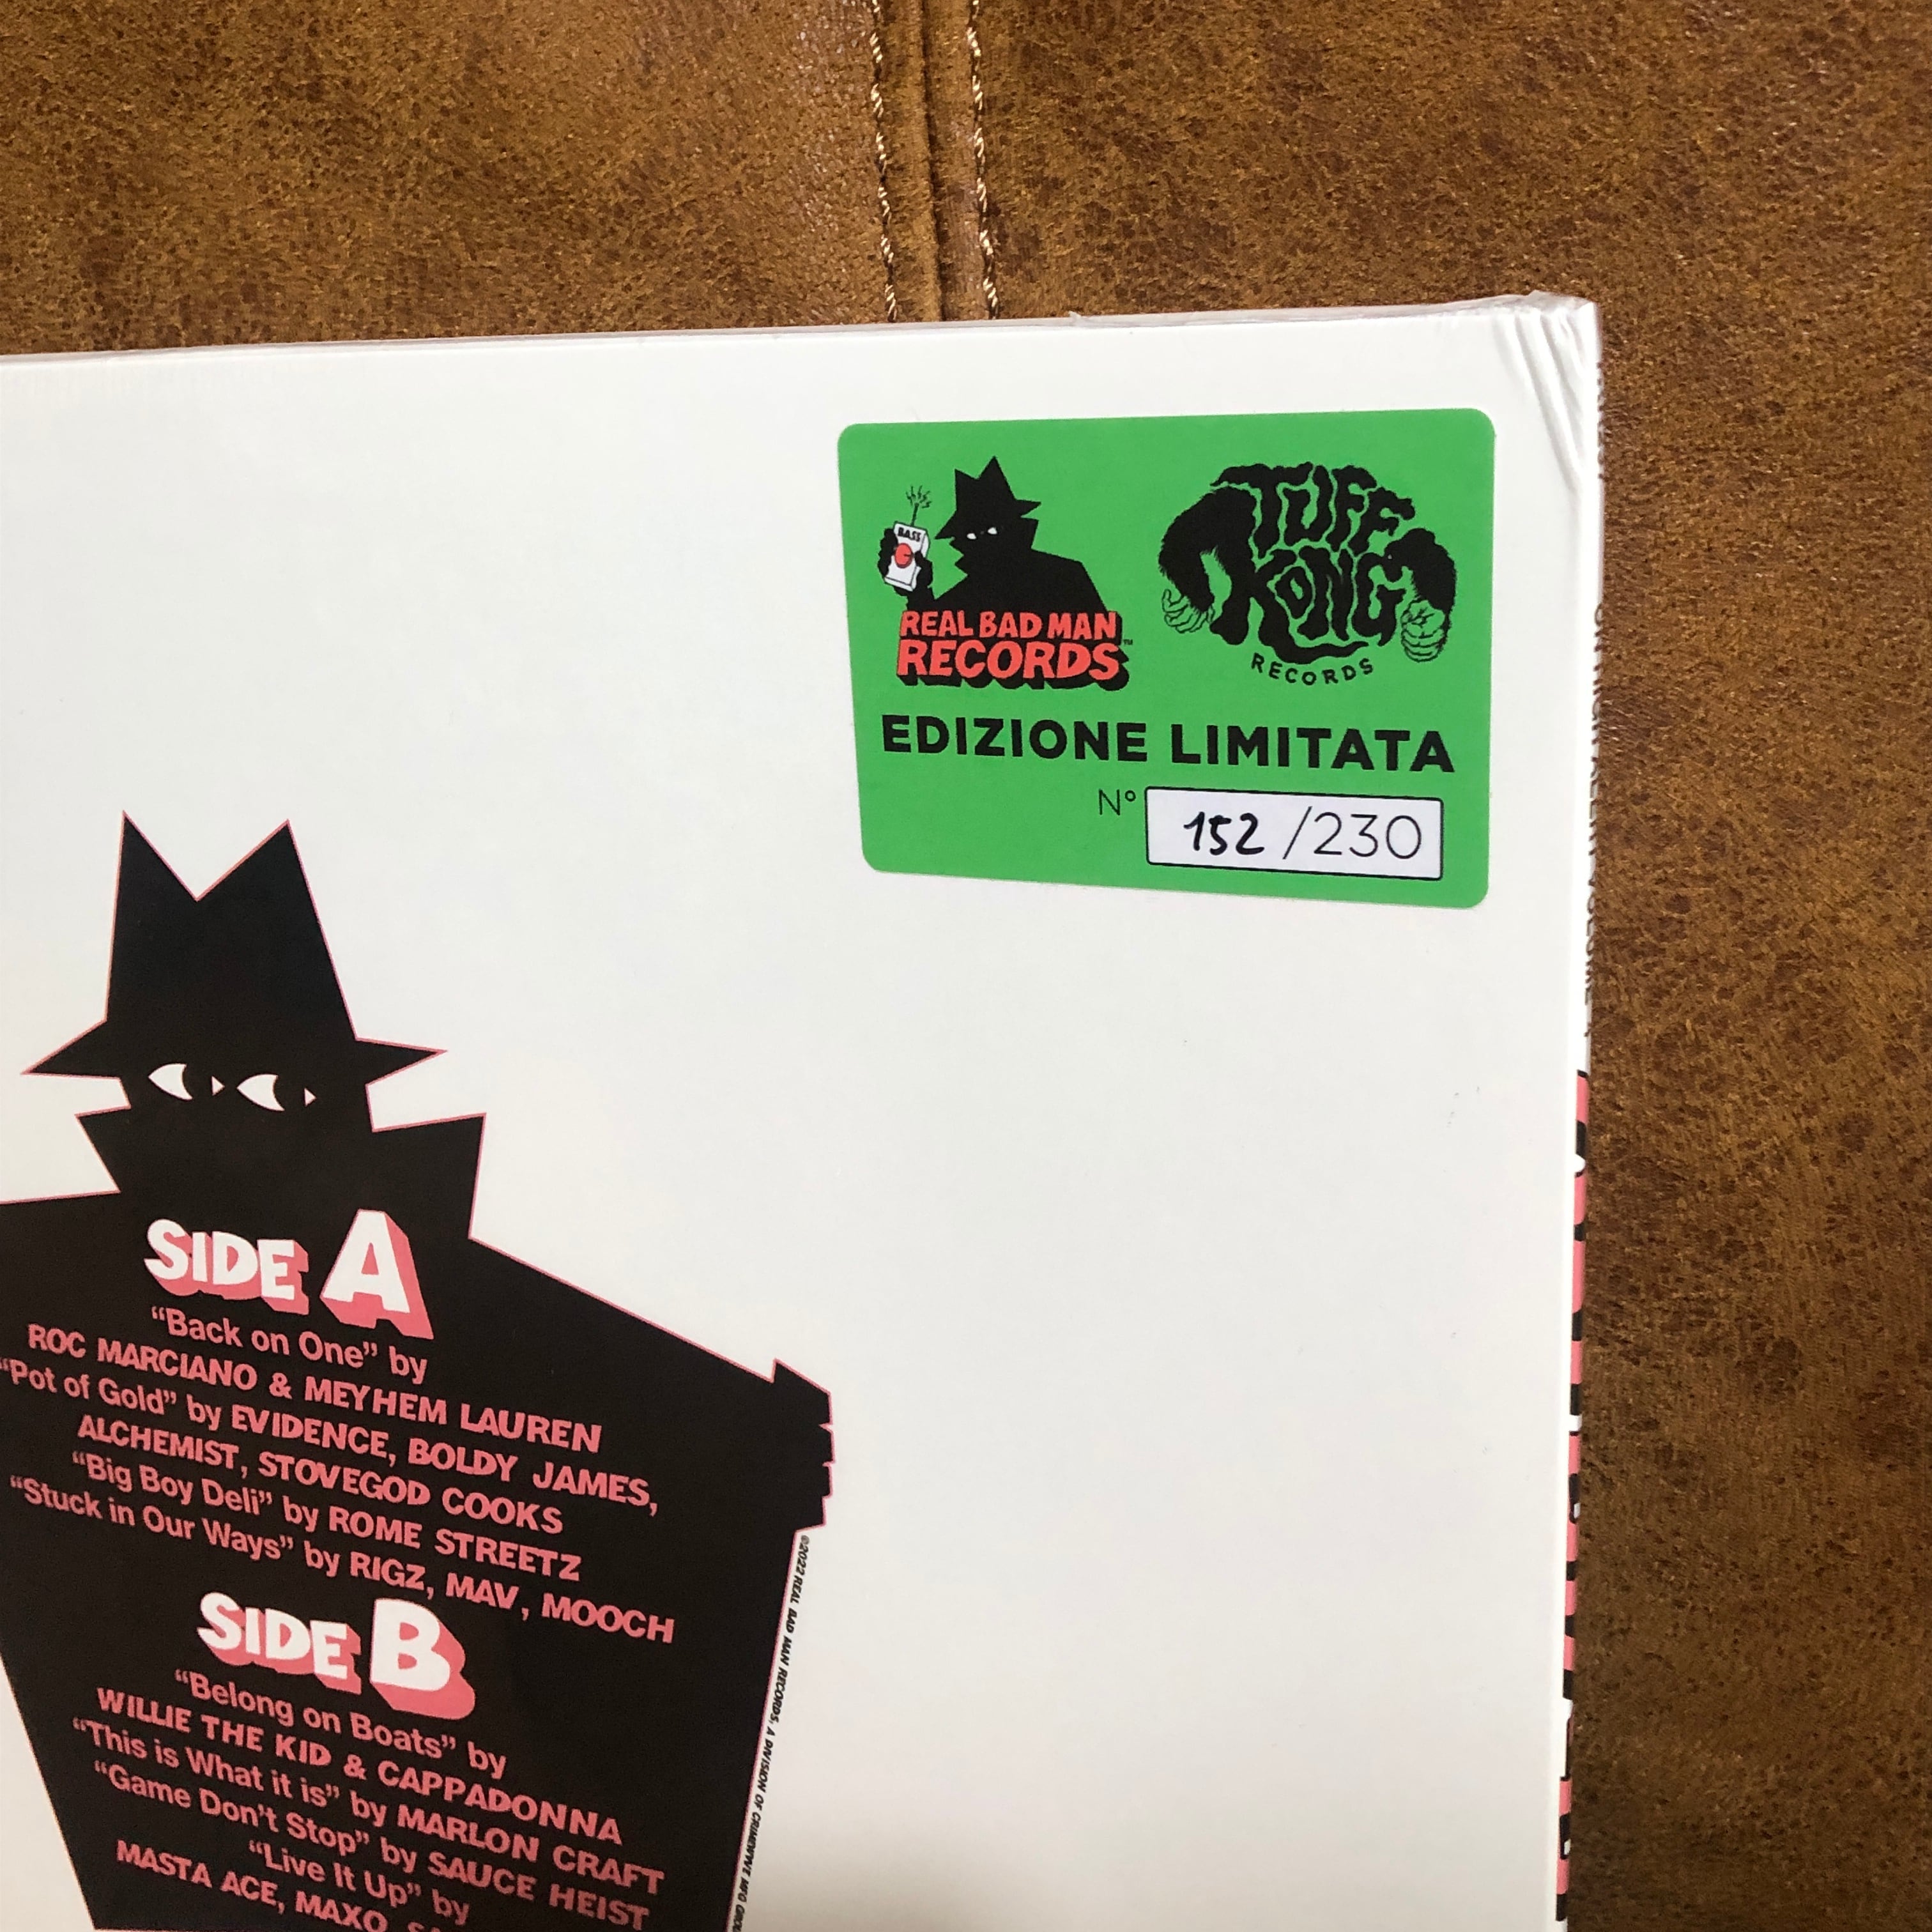 BASS
REAL BAD MAN
RECORDS™
TUFF
KONG
RECORDS
EDIZIONE LIMITATA
N° 152 /230
SIDE A
“Back on One” by
ROC MARCIANO & MEYHEM LAUREN
“Pot of Gold” by EVIDENCE, BOLDY JAMES,
ALCHEMIST, STOVEGOD COOKS
“Big Boy Deli” by ROME STREETZ
“Stuck in Our Ways” by RIGZ, MAV, MOOCH
SIDE B
“Belong on Boats” by
WILLIE THE KID & CAPPADONNA
“This is What it is” by MARLON CRAFT
“Game Don’t Stop” by SAUCE HEIST
“Live It Up” by
MASTA ACE, MAXO
©2022 REAL BAD MAN RECORDS, A DIVISION OF